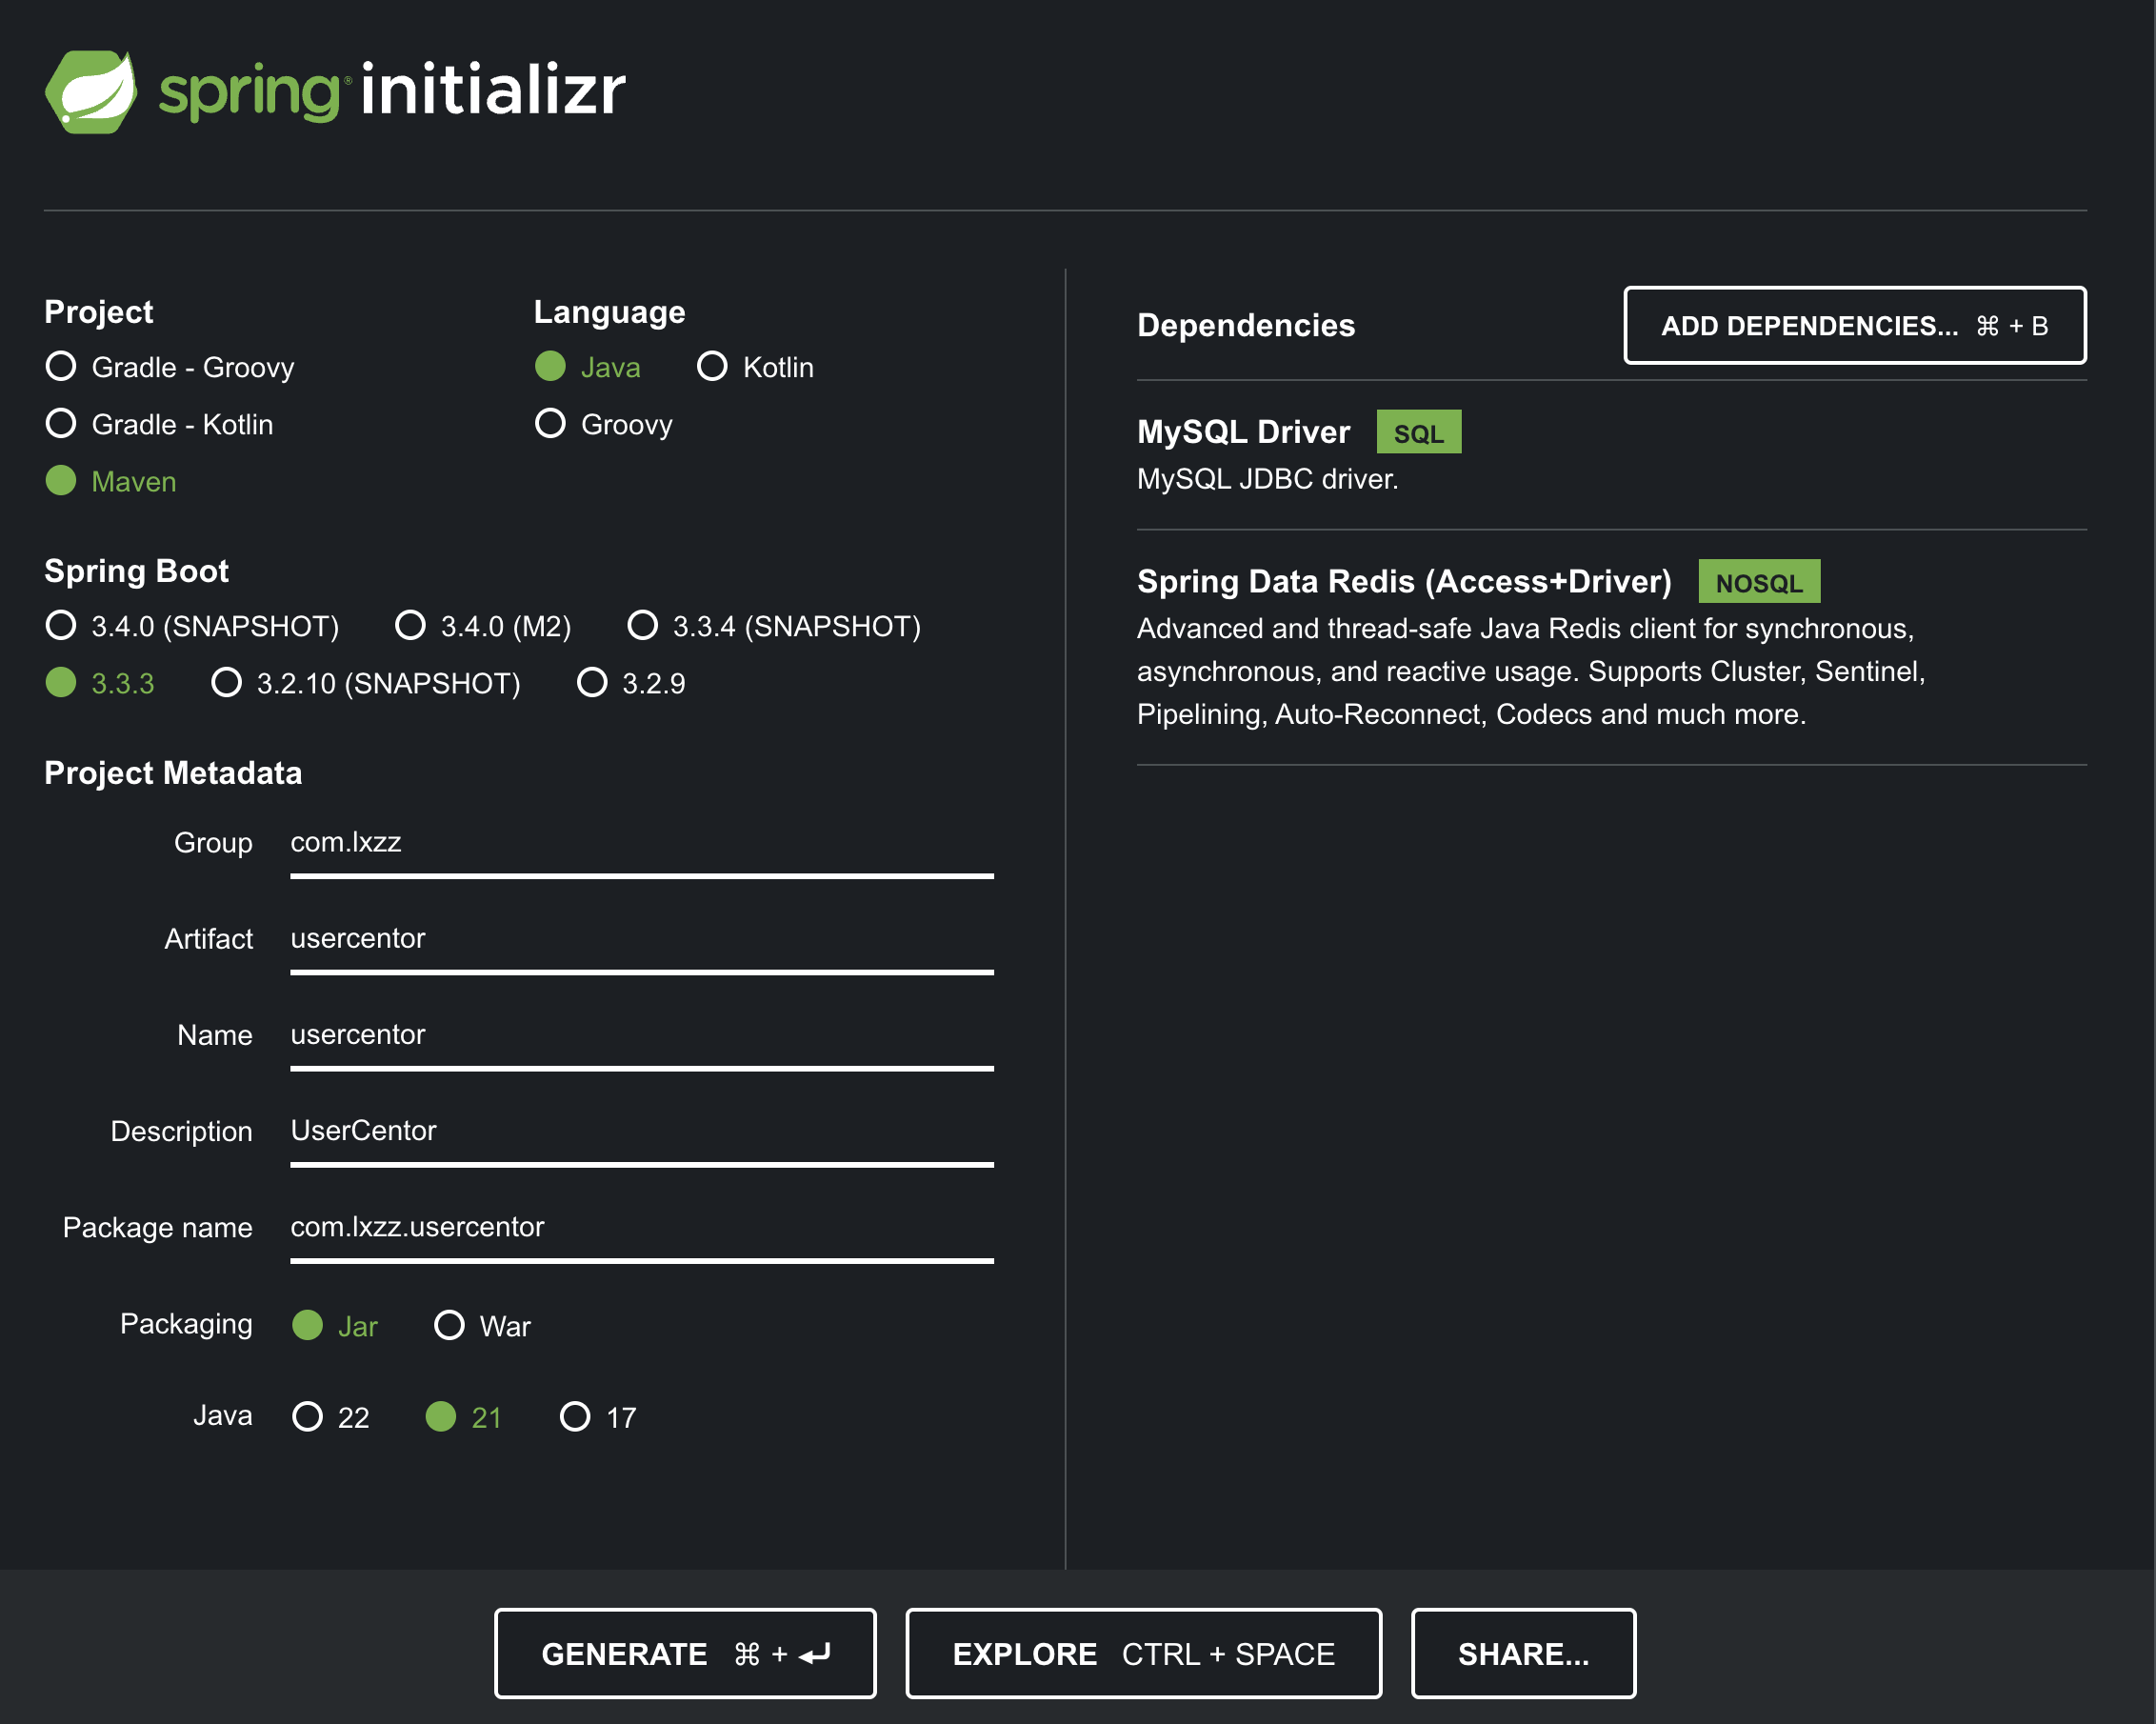 spring initializr
Project
Gradle - Groovy
Gradle - Kotlin
Maven
Language
Java Kotlin
Groovy
Spring Boot
3.4.0 (SNAPSHOT) 3.4.0 (M2) 3.3.4 (SNAPSHOT)
3.3.3 3.2.10 (SNAPSHOT) 3.2.9
Project Metadata
Group com.lxzz
Artifact usercentor
Name usercentor
Description UserCentor
Package name com.lxzz.usercentor
Packaging Jar War
Java 22 21 17
Dependencies ADD DEPENDENCIES... ⌘ + B
MySQL Driver SQL
MySQL JDBC driver.
Spring Data Redis (Access+Driver) NOSQL
Advanced and thread-safe Java Redis client for synchronous,
asynchronous, and reactive usage. Supports Cluster, Sentinel,
Pipelining, Auto-Reconnect, Codecs and much more.
GENERATE ⌘ + ⏎ EXPLORE CTRL + SPACE SHARE...